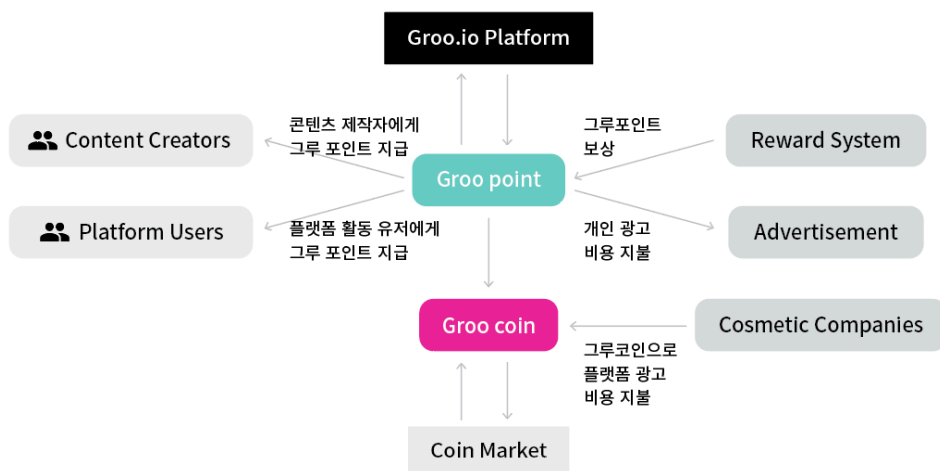 Groo.io Platform
콘텐츠 제작자에게
그루 포인트 지급
그루포인트
보상
Content Creators
Reward System
Groo point
Platform Users
플랫폼 활동 유저에게
그루 포인트 지급
개인 광고
비용 지불
Advertisement
Groo coin
Cosmetic Companies
그루코인으로
플랫폼 광고
비용 지불
Coin Market